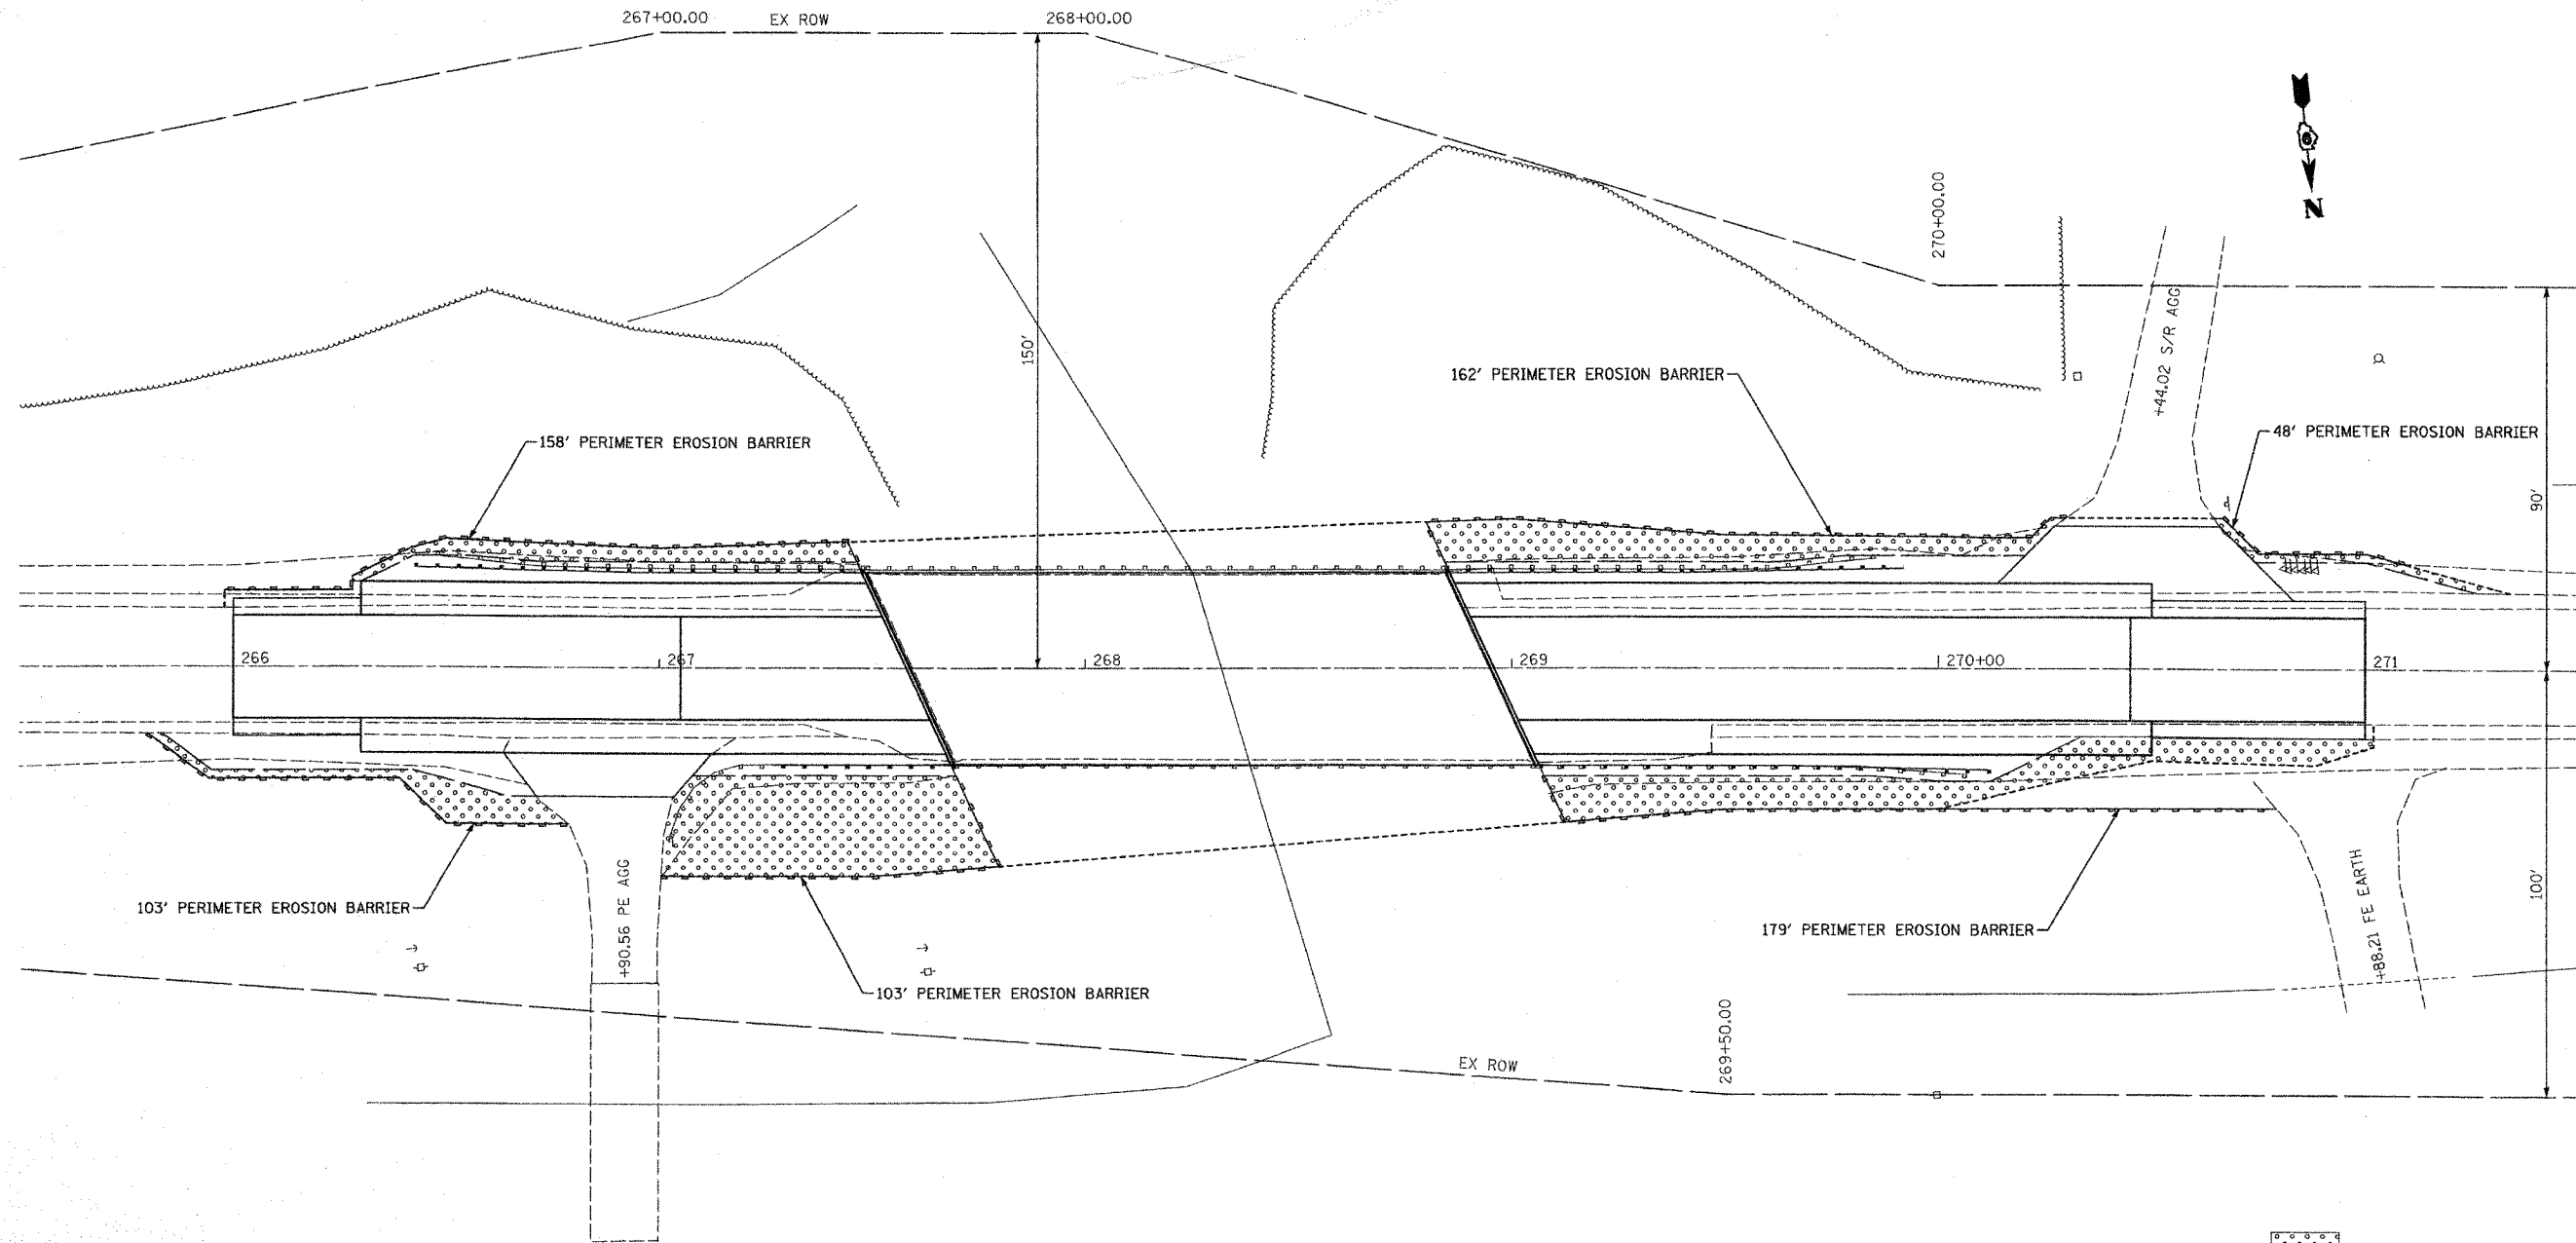 267+00.00
EX ROW
268+00.00
N
270+00.00
150'
+44.02 S/R AGG
162' PERIMETER EROSION BARRIER
158' PERIMETER EROSION BARRIER
48' PERIMETER EROSION BARRIER
90'
266
267
268
269
270+00
271
103' PERIMETER EROSION BARRIER
+90.56 PE AGG
103' PERIMETER EROSION BARRIER
179' PERIMETER EROSION BARRIER
+88.21 FE EARTH
100'
EX ROW
269+50.00